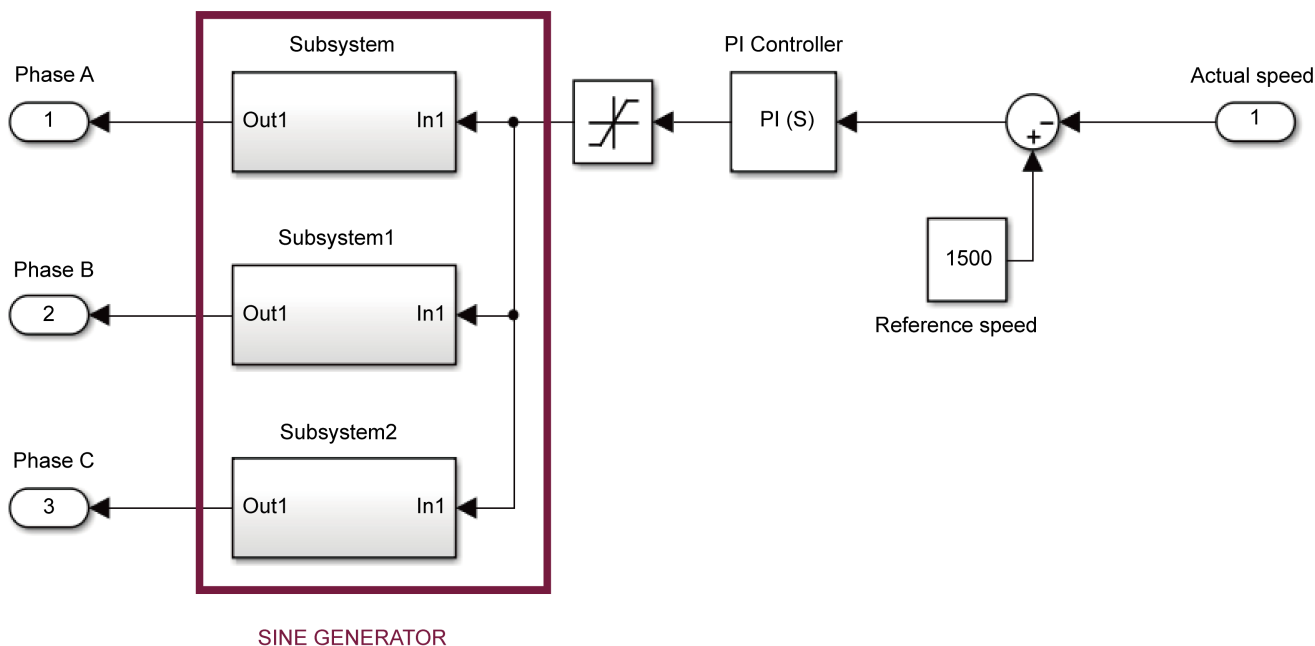 Subsystem
PI Controller
Phase A
Actual speed
1
Out1
In1
PI (S)
−
+
1
Subsystem1
1500
Phase B
2
Out1
In1
Reference speed
Subsystem2
Phase C
3
Out1
In1
SINE GENERATOR